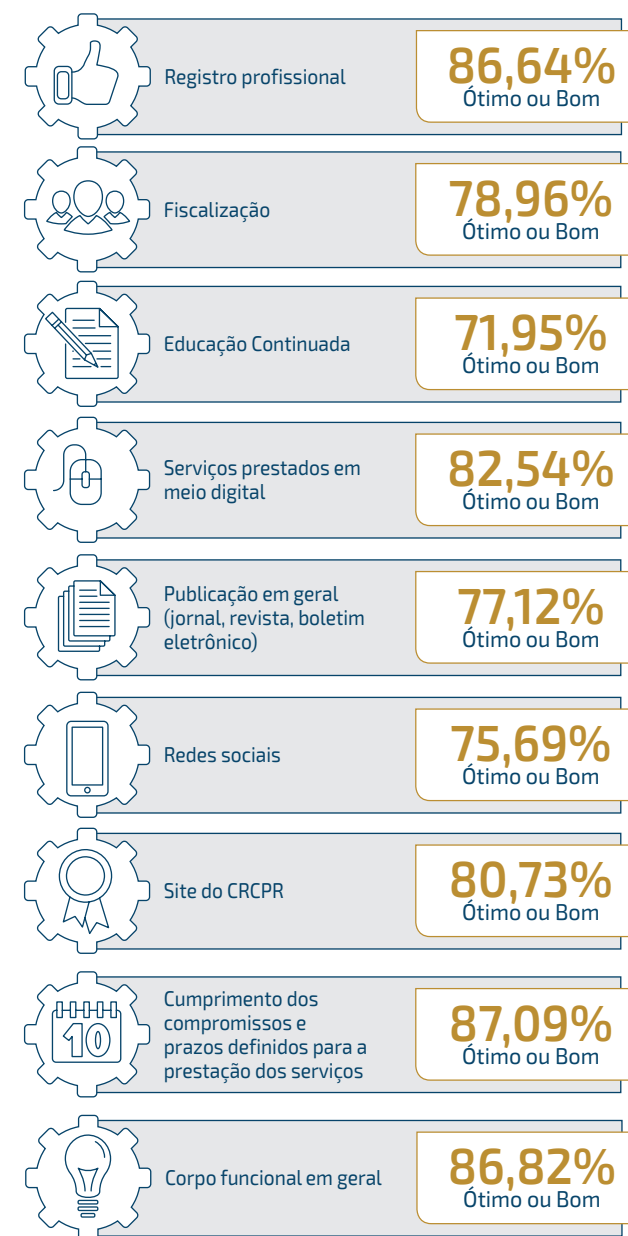 Registro profissional
86,64%
Ótimo ou Bom
Fiscalização
78,96%
Ótimo ou Bom
Educação Continuada
71,95%
Ótimo ou Bom
Serviços prestados em
meio digital
82,54%
Ótimo ou Bom
Publicação em geral
(jornal, revista, boletim
eletrônico)
77,12%
Ótimo ou Bom
Redes sociais
75,69%
Ótimo ou Bom
Site do CRCPR
80,73%
Ótimo ou Bom
10
Cumprimento dos
compromissos e
prazos definidos para a
prestação dos serviços
87,09%
Ótimo ou Bom
Corpo funcional em geral
86,82%
Ótimo ou Bom